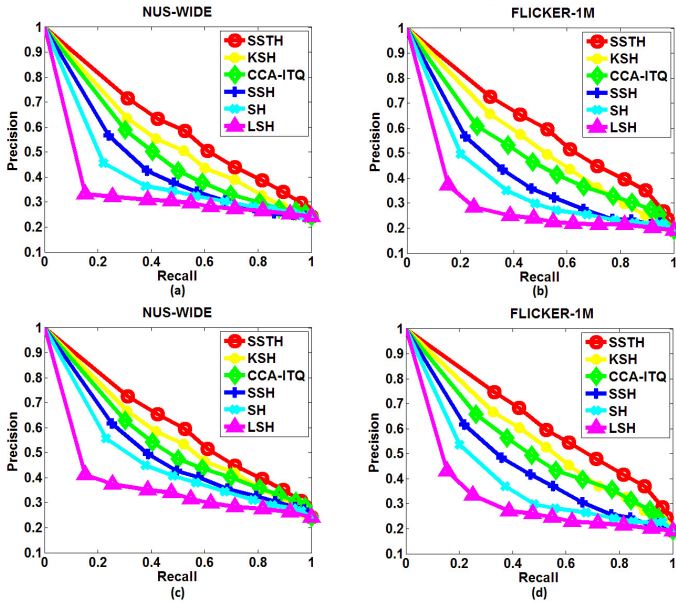 NUS-WIDE
Precision
1
0.9
0.8
0.7
0.6
0.5
0.4
0.3
0.2
0.1
SSTH
KSH
CCA-ITQ
SSH
SH
LSH
0 0.2 0.4 0.6 0.8 1
Recall
(a)
FLICKER-1M
Precision
1
0.9
0.8
0.7
0.6
0.5
0.4
0.3
0.2
0.1
SSTH
KSH
CCA-ITQ
SSH
SH
LSH
0 0.2 0.4 0.6 0.8 1
Recall
(b)
NUS-WIDE
Precision
1
0.9
0.8
0.7
0.6
0.5
0.4
0.3
0.2
0.1
SSTH
KSH
CCA-ITQ
SSH
SH
LSH
0 0.2 0.4 0.6 0.8 1
Recall
(c)
FLICKER-1M
Precision
1
0.9
0.8
0.7
0.6
0.5
0.4
0.3
0.2
0.1
SSTH
KSH
CCA-ITQ
SSH
SH
LSH
0 0.2 0.4 0.6 0.8 1
Recall
(d)